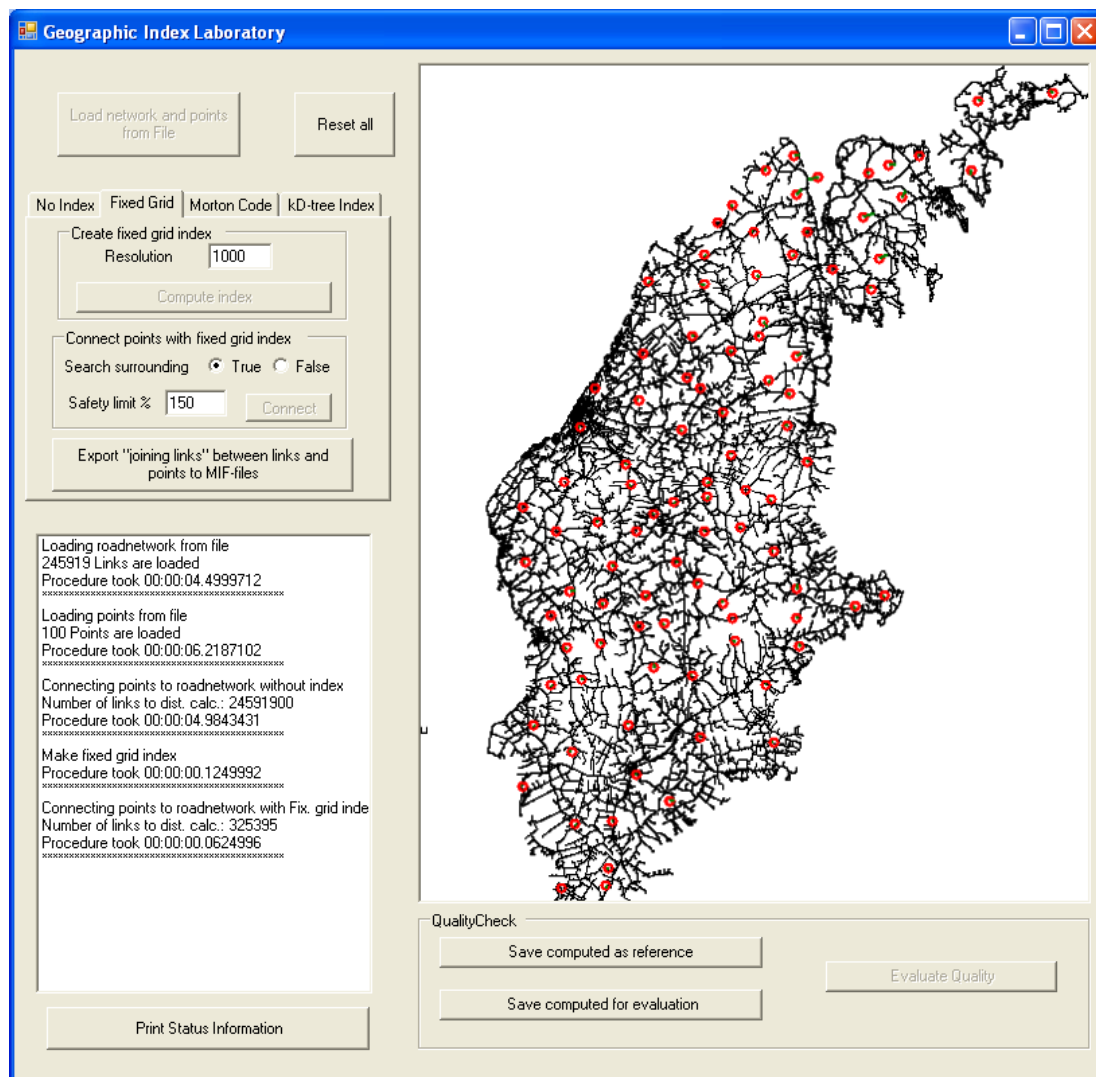 Geographic Index Laboratory
Load network and points
from File
Reset all
No Index
Fixed Grid
Morton Code
kD-tree Index
Create fixed grid index
Resolution
1000
Compute index
Connect points with fixed grid index
Search surrounding
True
False
Safety limit %
150
Connect
Export "joining links" between links and
points to MIF-files
Loading roadnetwork from file
245919 Links are loaded
Procedure took 00:00:04.4999712
××××××××××××××××××××××××××××××××××××××××××
Loading points from file
100 Points are loaded
Procedure took 00:00:06.2187102
××××××××××××××××××××××××××××××××××××××××××
Connecting points to roadnetwork without index
Number of links to dist. calc.: 24591900
Procedure took 00:00:04.9843431
××××××××××××××××××××××××××××××××××××××××××
Make fixed grid index
Procedure took 00:00:00.1249992
××××××××××××××××××××××××××××××××××××××××××
Connecting points to roadnetwork with Fix. grid inde
Number of links to dist. calc.: 325395
Procedure took 00:00:00.0624996
××××××××××××××××××××××××××××××××××××××××××
Print Status Information
QualityCheck
Save computed as reference
Save computed for evaluation
Evaluate Quality